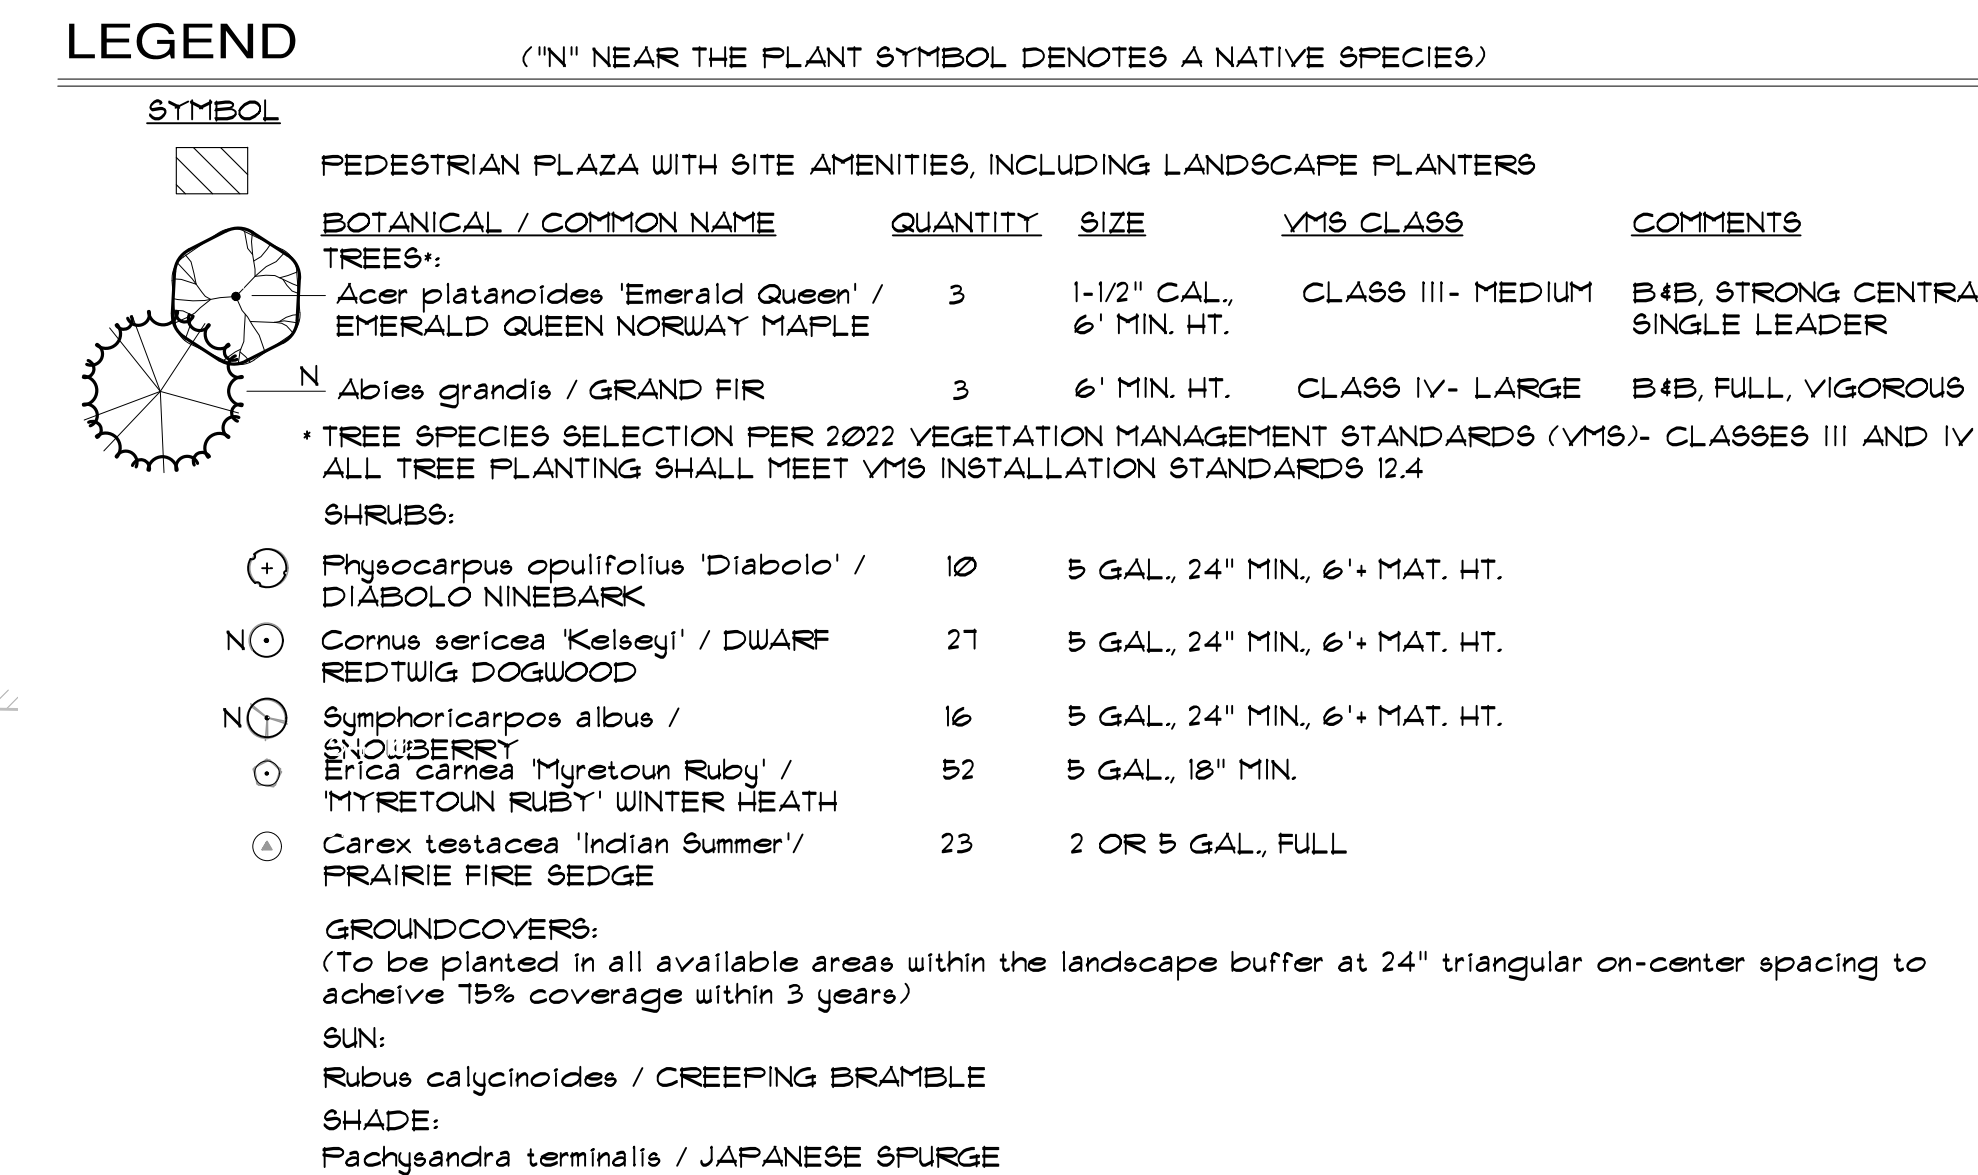 LEGEND
("N" NEAR THE PLANT SYMBOL DENOTES A NATIVE SPECIES)
SYMBOL
PEDESTRIAN PLAZA WITH SITE AMENITIES, INCLUDING LANDSCAPE PLANTERS
BOTANICAL / COMMON NAME QUANTITY SIZE VMS CLASS COMMENTS
TREES*:
Acer platanoides 'Emerald Queen' / 3 1-1/2" CAL., CLASS III- MEDIUM B&B, STRONG CENTRA
EMERALD QUEEN NORWAY MAPLE 6' MIN. HT. SINGLE LEADER
N Abies grandis / GRAND FIR 3 6' MIN. HT. CLASS IV- LARGE B&B, FULL, VIGOROUS
* TREE SPECIES SELECTION PER 2022 VEGETATION MANAGEMENT STANDARDS (VMS)- CLASSES III AND IV
ALL TREE PLANTING SHALL MEET VMS INSTALLATION STANDARDS 12.4
SHRUBS:
Physocarpus opulifolius 'Diabolo' / 10 5 GAL., 24" MIN., 6'+ MAT. HT.
DIABOLO NINEBARK
N Cornus sericea 'Kelseyi' / DWARF 27 5 GAL., 24" MIN., 6'+ MAT. HT.
REDTWIG DOGWOOD
N Symphoricarpos albus / 16 5 GAL., 24" MIN., 6'+ MAT. HT.
SNOWBERRY
Erica carnea 'Myretoun Ruby' / 52 5 GAL., 18" MIN.
'MYRETOUN RUBY' WINTER HEATH
Carex testacea 'Indian Summer'/ 23 2 OR 5 GAL., FULL
PRAIRIE FIRE SEDGE
GROUNDCOVERS:
(To be planted in all available areas within the landscape buffer at 24" triangular on-center spacing to
acheive 75% coverage within 3 years)
SUN:
Rubus calycinoides / CREEPING BRAMBLE
SHADE:
Pachysandra terminalis / JAPANESE SPURGE